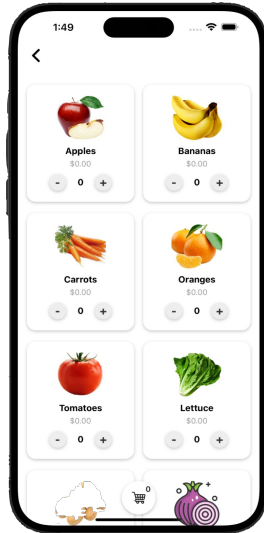 1:49
Apples Bananas
$0.00 $0.00
- 0 + - 0 +
Carrots Oranges
$0.00 $0.00
- 0 + - 0 +
Tomatoes Lettuce
$0.00 $0.00
- 0 + - 0 +
0